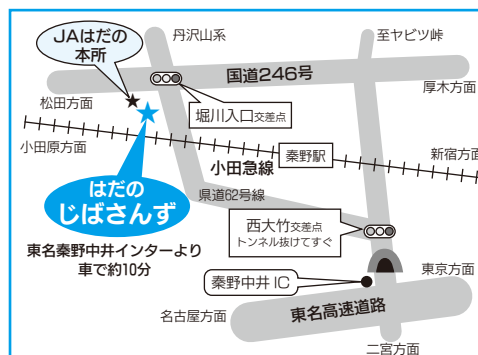 丹沢山系
至ヤビツ峠
JAはだの
本所
国道246号
厚木方面
松田方面
堀川入口交差点
小田原方面
小田急線
秦野駅
新宿方面
はだの
じばさんず
県道62号線
西大竹交差点
トンネル抜けてすぐ
東名秦野中井インターより
車で約10分
秦野中井 IC
東京方面
名古屋方面
東名高速道路
二宮方面